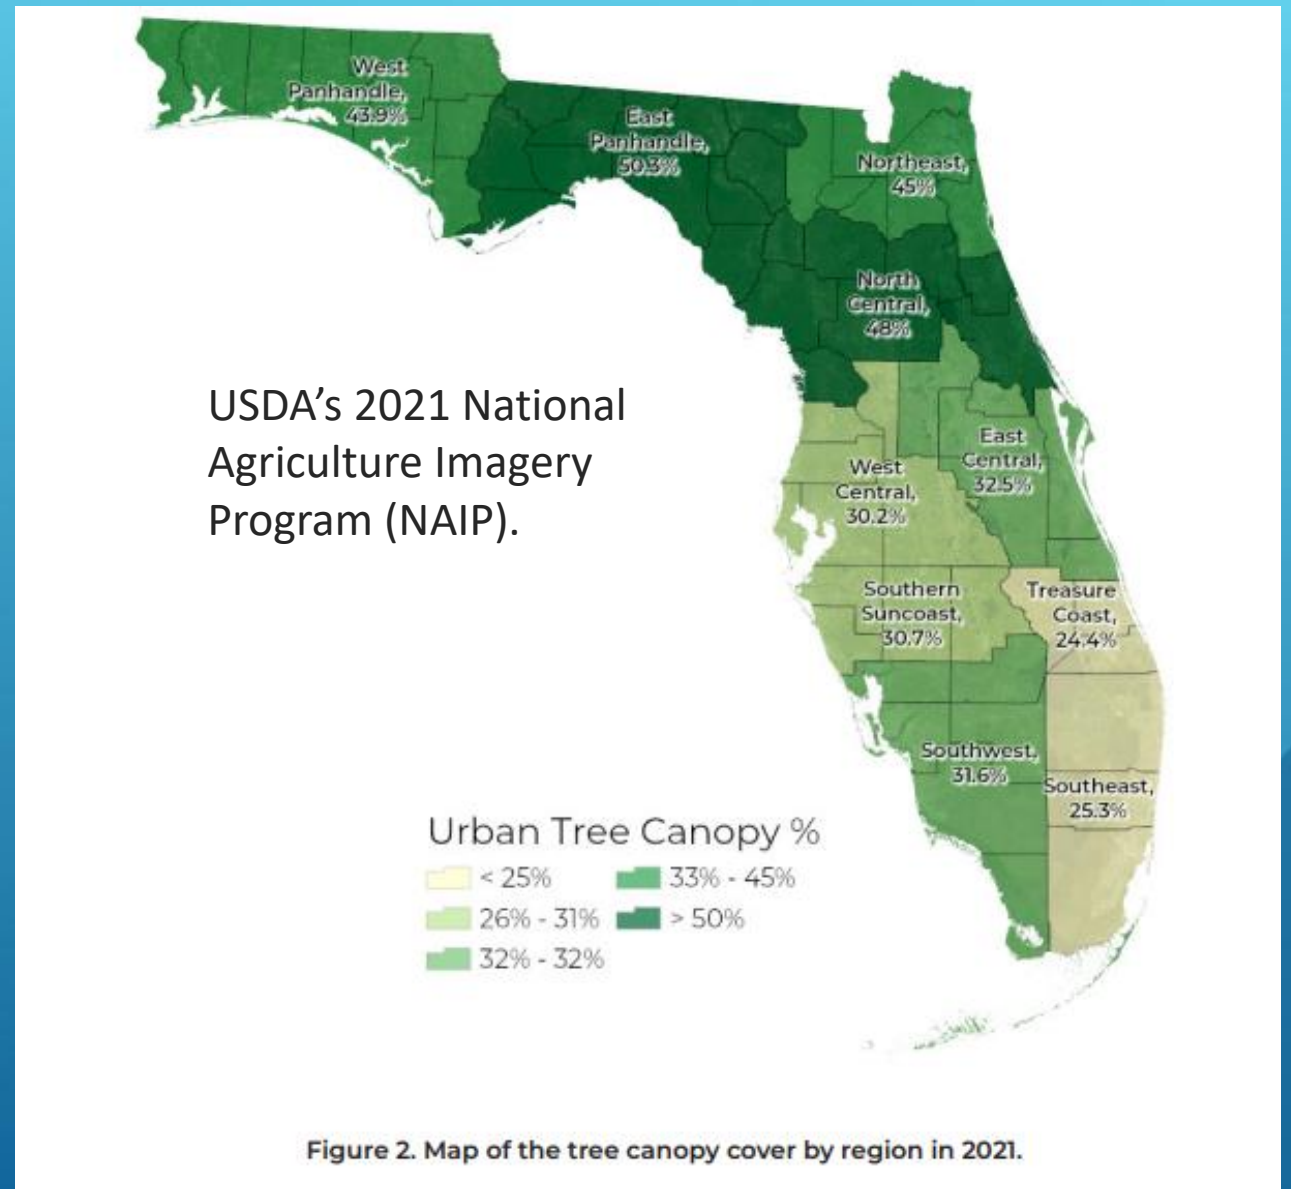 West
Panhandle,
43.9%
East
Panhandle,
50.3%
Northeast,
45%
North
Central,
48%
USDA’s 2021 National
Agriculture Imagery
Program (NAIP).
East
Central,
32.5%
West
Central,
30.2%
Southern
Suncoast,
30.7%
Treasure
Coast,
24.4%
Southwest,
31.6%
Southeast,
25.3%
Urban Tree Canopy %
< 25%
33% - 45%
26% - 31%
> 50%
32% - 32%
Figure 2. Map of the tree canopy cover by region in 2021.